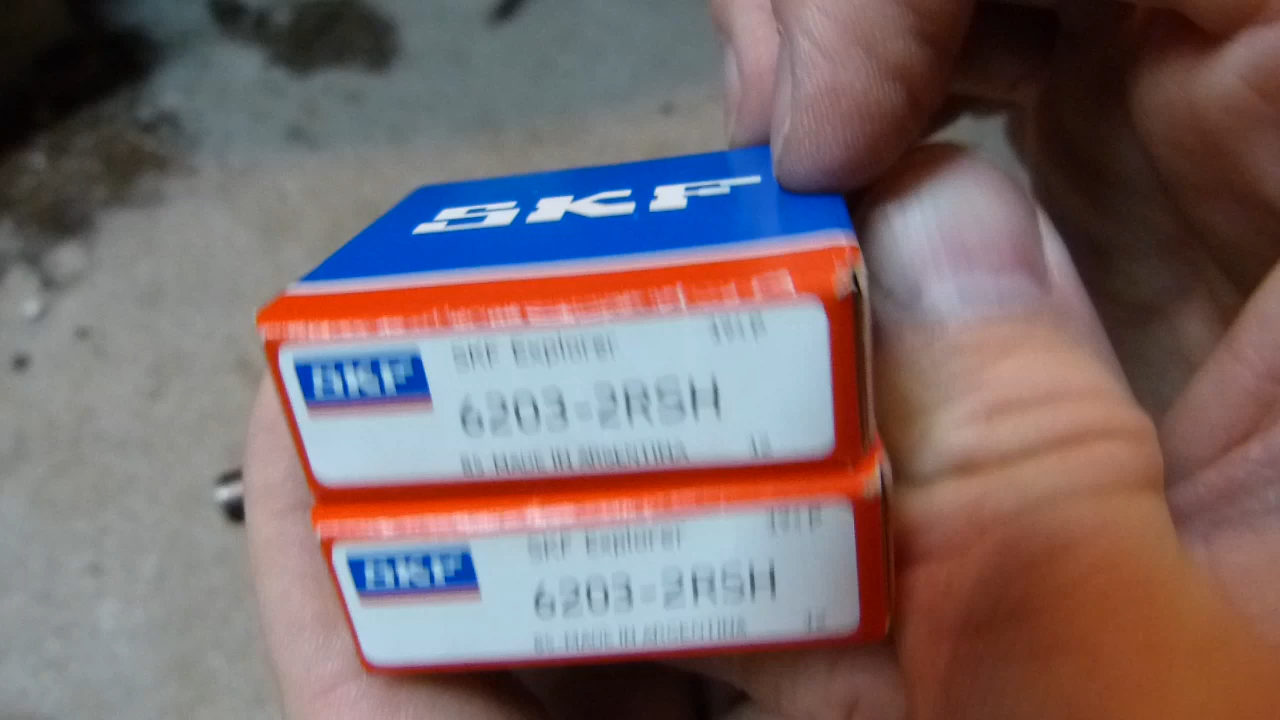 SKF
SKF
SKF Explorer
6203-2RSH
MADE IN ARGENTINA
SKF
SKF Explorer
6203-2RSH
MADE IN ARGENTINA